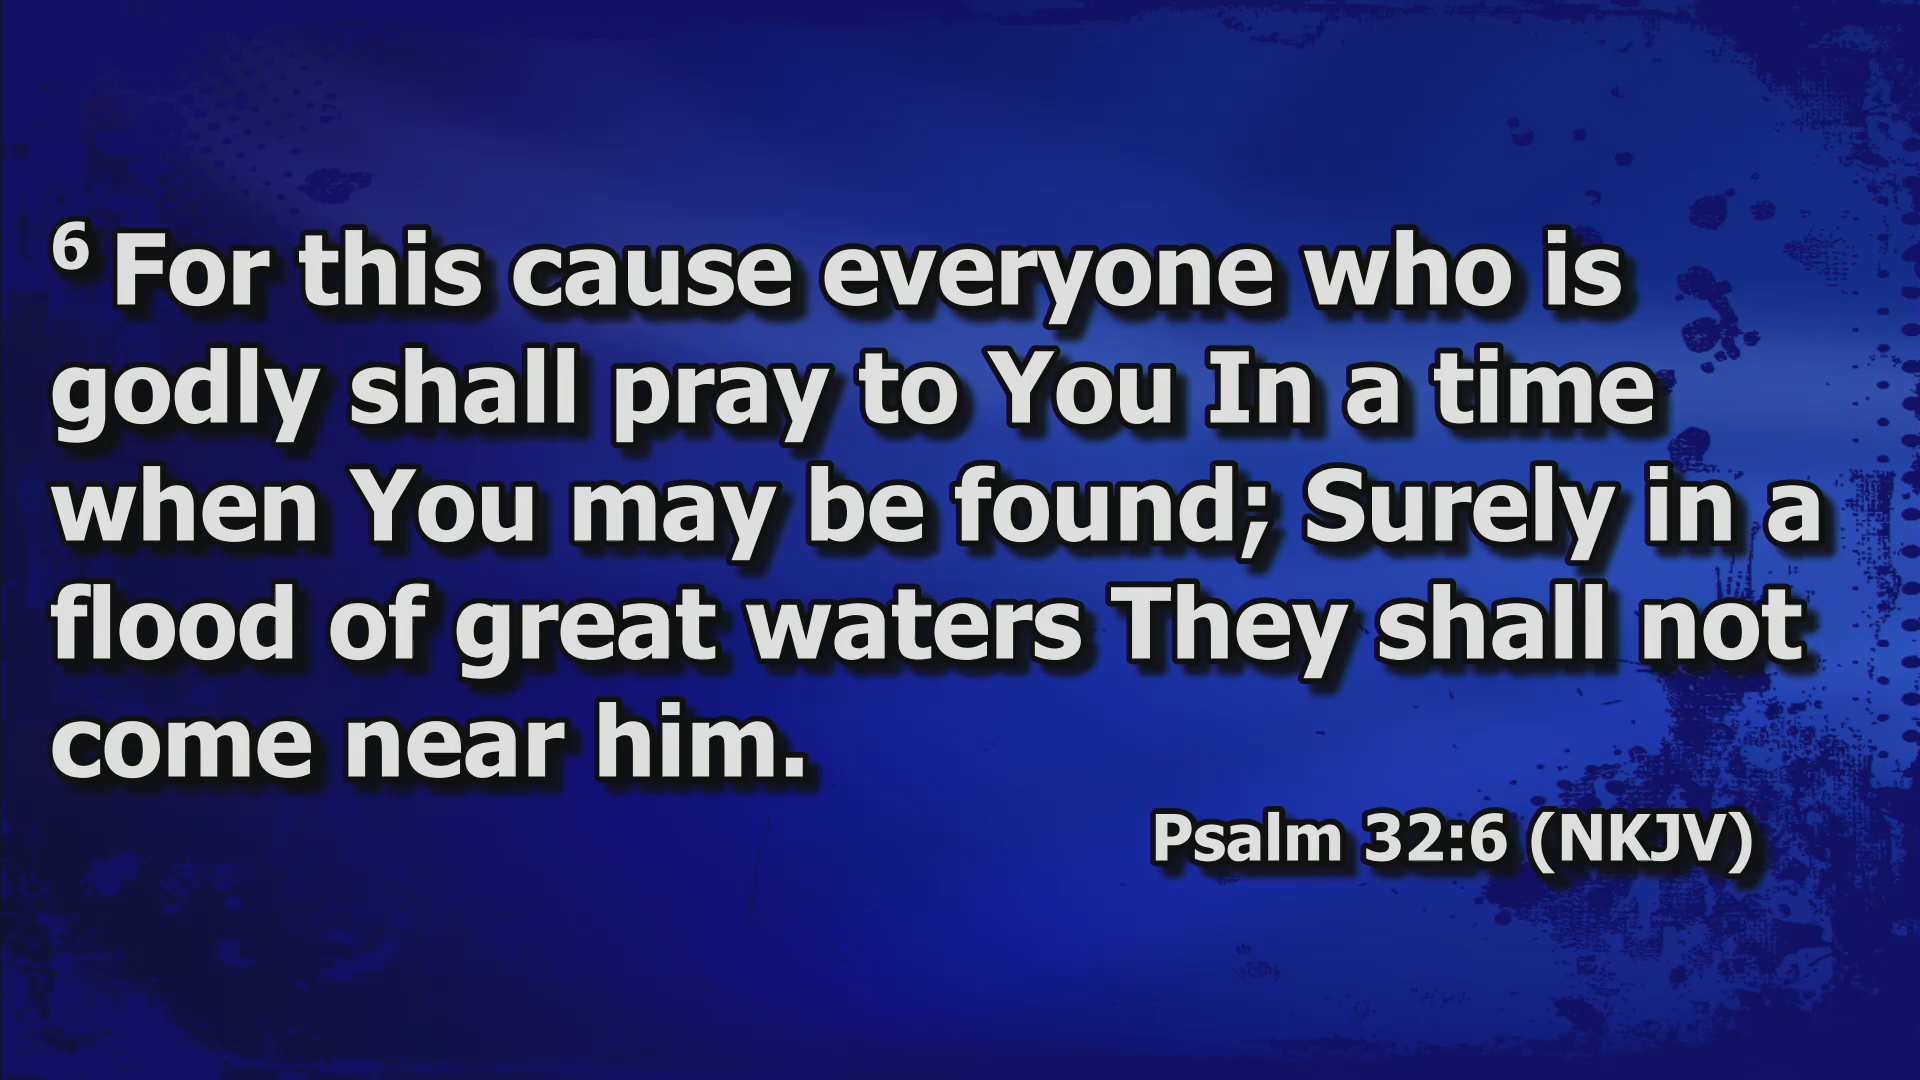 6 For this cause everyone who is
godly shall pray to You In a time
when You may be found; Surely in a
flood of great waters They shall not
come near him.
Psalm 32:6 (NKJV)